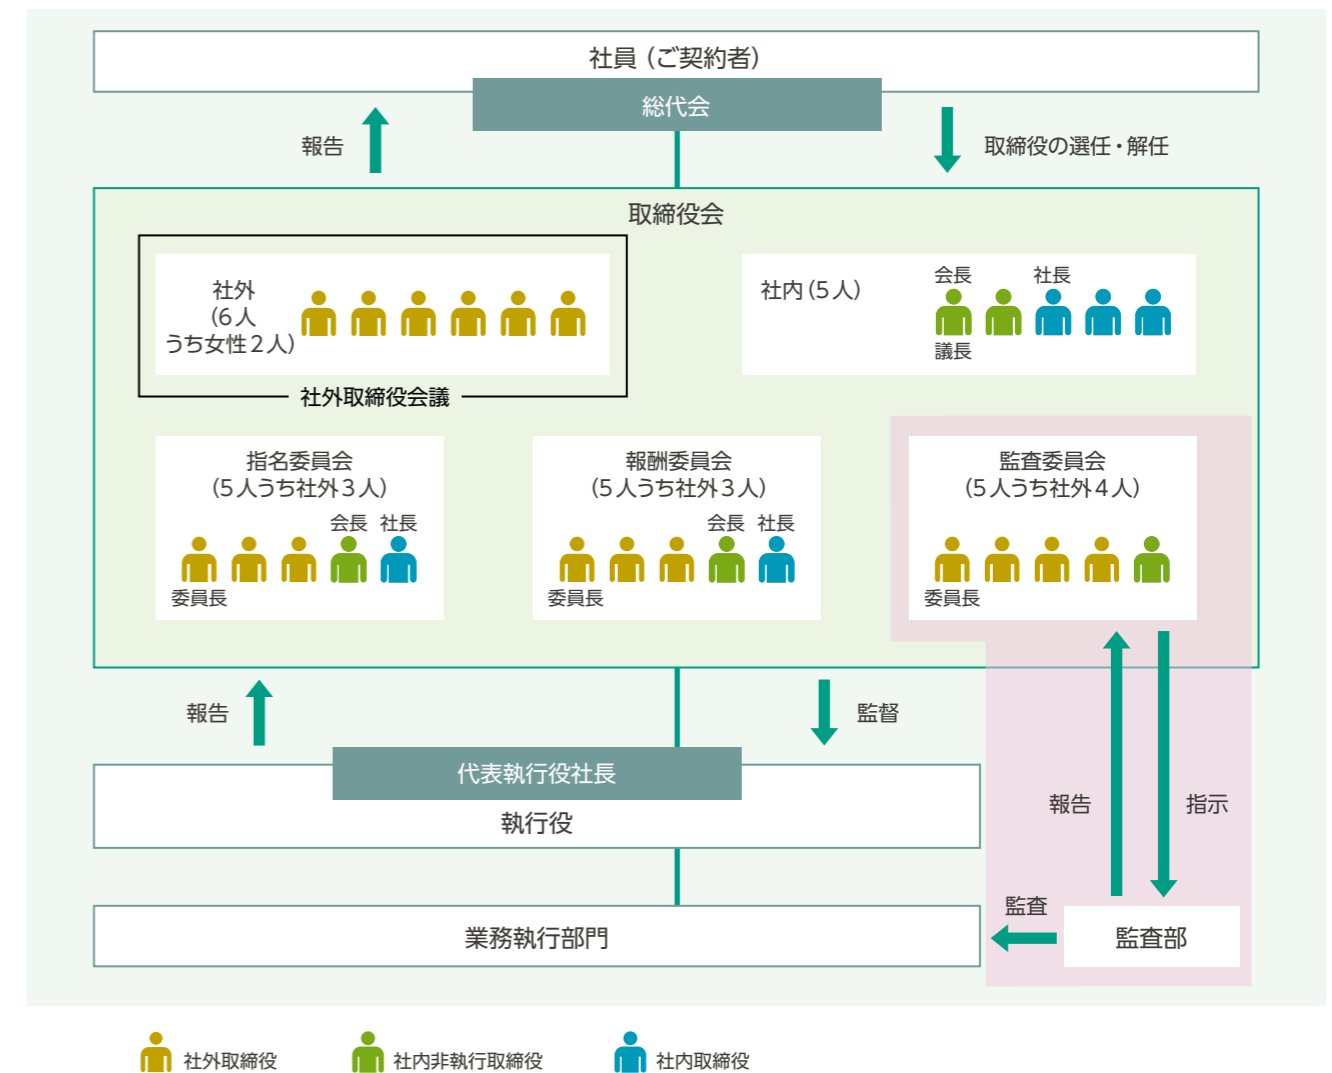 社員（ご契約者）
総代会
報告
取締役の選任・解任
取締役会
社外
（6人
うち女性２人）
社外取締役会議
社内（５人）
会長
社長
議長
指名委員会
（５人うち社外３人）
会長 社長
委員長
報酬委員会
（５人うち社外３人）
会長 社長
委員長
監査委員会
（５人うち社外４人）
委員長
報告
監督
代表執行役社長
執行役
報告
指示
監査
業務執行部門
監査部
社外取締役
社内非執行取締役
社内取締役